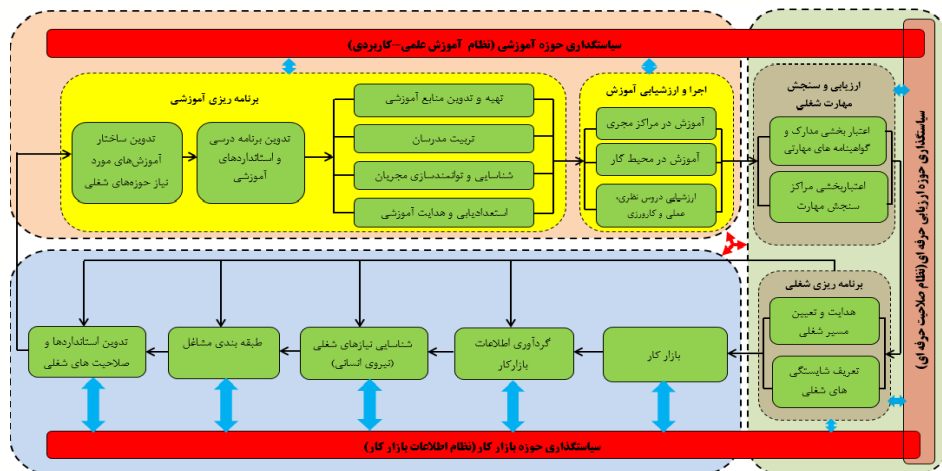 سیاستگذاری حوزه آموزشی (نظام آموزش علمی-کاربردی)
برنامه ریزی آموزشی
تدوین ساختار
آموزش‌های مورد
نیاز حوزه‌های شغلی
تدوین برنامه درسی
و استانداردهای
آموزشی
تهیه و تدوین منابع آموزشی
تربیت مدرسان
شناسایی و توانمندسازی مجریان
استعدادیابی و هدایت آموزشی
اجرا و ارزشیابی آموزش
آموزش در مراکز مجری
آموزش در محیط کار
ارزشیابی دروس نظری،
عملی و کارورزی
ارزیابی و سنجش
مهارت شغلی
اعتبار بخشی مدارک و
گواهینامه های مهارتی
اعتباربخشی مراکز
سنجش مهارت
سیاستگذاری حوزه ارزیابی حرفه ای(نظام صلاحیت حرفه ای)
برنامه ریزی شغلی
هدایت و تعیین
مسیر شغلی
تعریف شایستگی
های شغلی
بازار کار
گردآوری اطلاعات
بازارکار
شناسایی نیازهای شغلی
(نیروی انسانی)
طبقه بندی مشاغل
تدوین استانداردها و
صلاحیت های شغلی
سیاستگذاری حوزه بازار کار(نظام اطلاعات بازار کار)